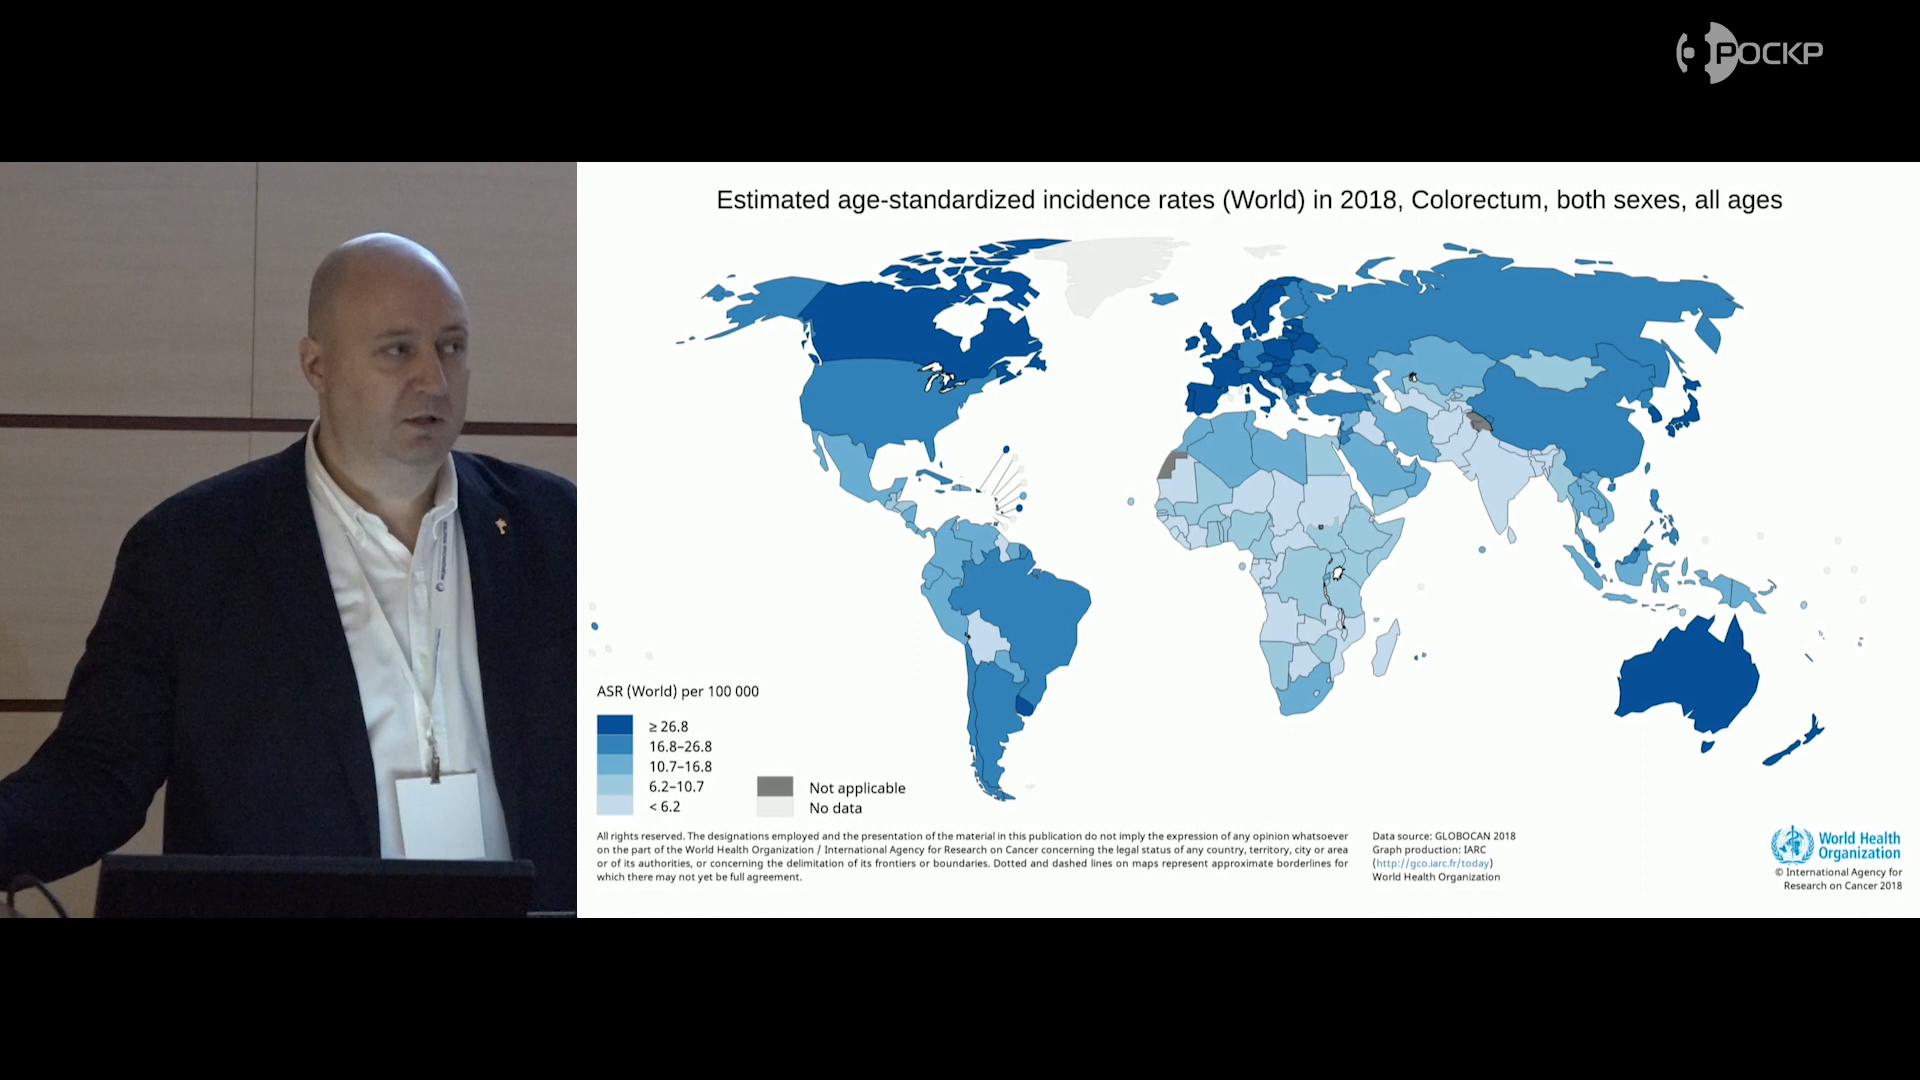 РОСКР
Estimated age-standardized incidence rates (World) in 2018, Colorectum, both sexes, all ages
ASR (World) per 100 000
≥ 26.8
16.8–26.8
10.7–16.8
6.2–10.7
< 6.2
Not applicable
No data
All rights reserved. The designations employed and the presentation of the material in this publication do not imply the expression of any opinion whatsoever
on the part of the World Health Organization / International Agency for Research on Cancer concerning the legal status of any country, territory, city or area
or of its authorities, or concerning the delimitation of its frontiers or boundaries. Dotted and dashed lines on maps represent approximate borderlines for
which there may not yet be full agreement.
Data source: GLOBOCAN 2018
Graph production: IARC
(http://gco.iarc.fr/today)
World Health Organization
World Health
Organization
© International Agency for
Research on Cancer 2018